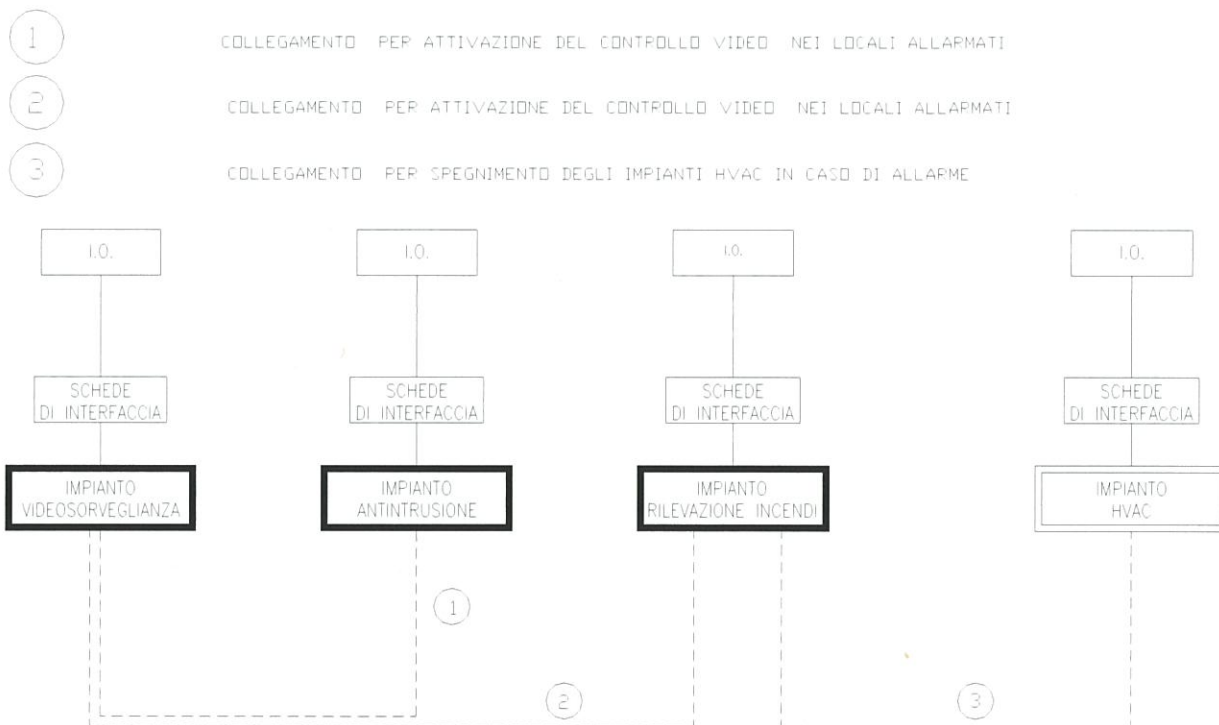 1
COLLEGAMENTO PER ATTIVAZIONE DEL CONTROLLO VIDEO NEI LOCALI ALLARMATI
2
COLLEGAMENTO PER ATTIVAZIONE DEL CONTROLLO VIDEO NEI LOCALI ALLARMATI
3
COLLEGAMENTO PER SPEGNIMENTO DEGLI IMPIANTI HVAC IN CASO DI ALLARME
I.O.
I.O.
I.O.
I.O.
SCHEDE
DI INTERFACCIA
SCHEDE
DI INTERFACCIA
SCHEDE
DI INTERFACCIA
SCHEDE
DI INTERFACCIA
IMPIANTO
VIDEOSORVEGLIANZA
IMPIANTO
ANTINTRUSIONE
IMPIANTO
RILEVAZIONE INCENDI
IMPIANTO
HVAC
1
2
3